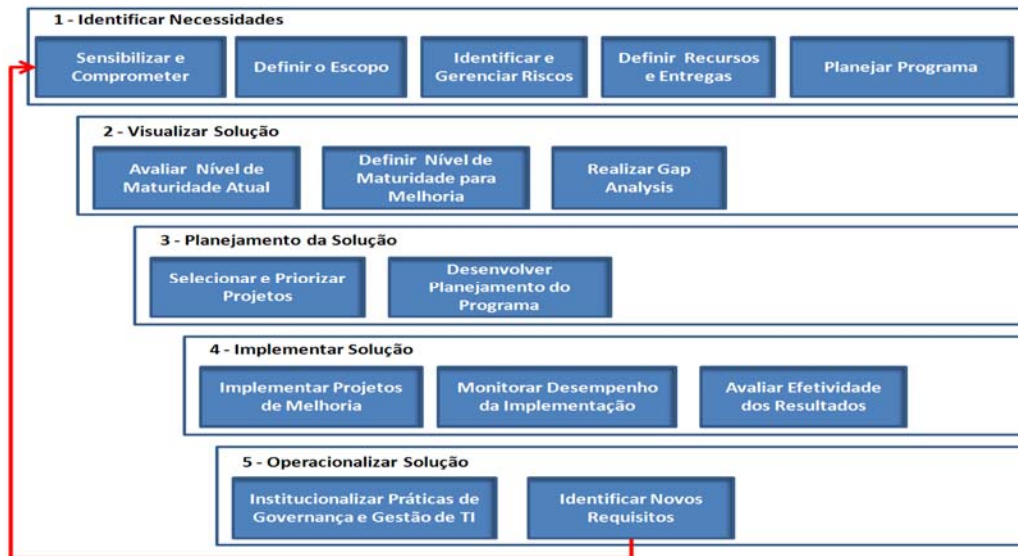 1 - Identificar Necessidades
Sensibilizar e
Comprometer
Definir o Escopo
Identificar e
Gerenciar Riscos
Definir Recursos
e Entregas
Planejar Programa
2 - Visualizar Solução
Avaliar Nível de
Maturidade Atual
Definir Nível de
Maturidade para
Melhoria
Realizar Gap
Analysis
3 - Planejamento da Solução
Selecionar e Priorizar
Projetos
Desenvolver
Planejamento do
Programa
4 - Implementar Solução
Implementar Projetos
de Melhoria
Monitorar Desempenho
da Implementação
Avaliar Efetividade
dos Resultados
5 - Operacionalizar Solução
Institucionalizar Práticas de
Governança e Gestão de TI
Identificar Novos
Requisitos